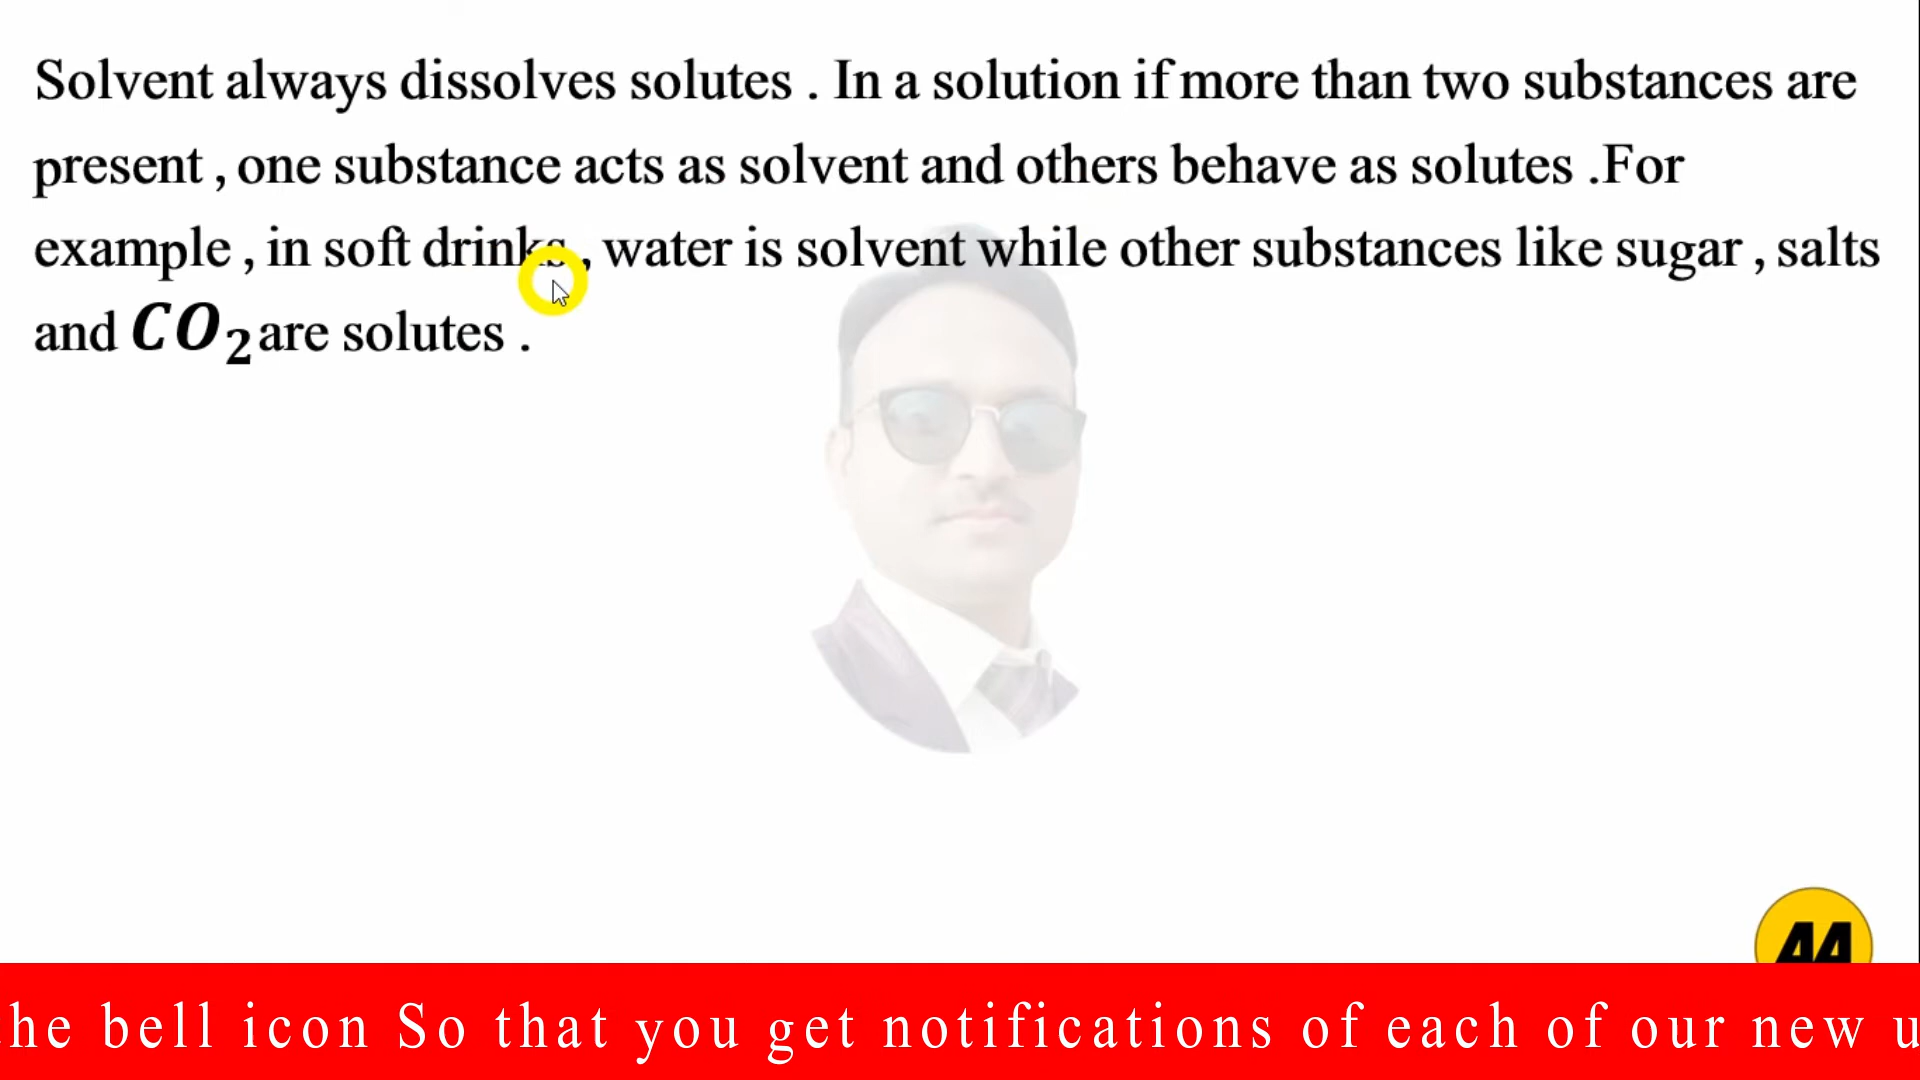 Solvent always dissolves solutes . In a solution if more than two substances are
present , one substance acts as solvent and others behave as solutes .For
example , in soft drinks , water is solvent while other substances like sugar , salts
and CO₂ are solutes .
AA
he bell icon So that you get notifications of each of our new u